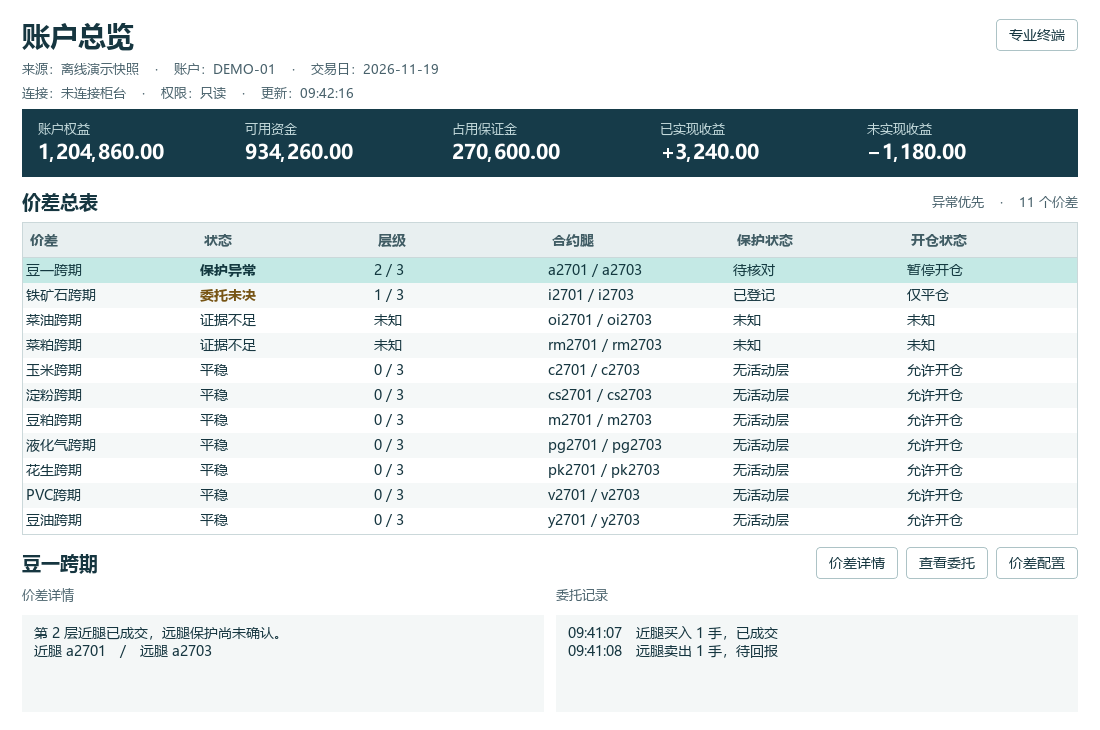 账户总览
专业终端
来源：离线演示快照 · 账户：DEMO-01 · 交易日：2026-11-19
连接：未连接柜台 · 权限：只读 · 更新：09:42:16
账户权益 可用资金 占用保证金 已实现收益 未实现收益
1,204,860.00 934,260.00 270,600.00 +3,240.00 −1,180.00
价差总表
异常优先 · 11 个价差
价差 状态 层级 合约腿 保护状态 开仓状态
豆一跨期 保护异常 2 / 3 a2701 / a2703 待核对 暂停开仓
铁矿石跨期 委托未决 1 / 3 i2701 / i2703 已登记 仅平仓
菜油跨期 证据不足 未知 oi2701 / oi2703 未知 未知
菜粕跨期 证据不足 未知 rm2701 / rm2703 未知 未知
玉米跨期 平稳 0 / 3 c2701 / c2703 无活动层 允许开仓
淀粉跨期 平稳 0 / 3 cs2701 / cs2703 无活动层 允许开仓
豆粕跨期 平稳 0 / 3 m2701 / m2703 无活动层 允许开仓
液化气跨期 平稳 0 / 3 pg2701 / pg2703 无活动层 允许开仓
花生跨期 平稳 0 / 3 pk2701 / pk2703 无活动层 允许开仓
PVC跨期 平稳 0 / 3 v2701 / v2703 无活动层 允许开仓
豆油跨期 平稳 0 / 3 y2701 / y2703 无活动层 允许开仓
豆一跨期
价差详情 查看委托 价差配置
价差详情
第 2 层近腿已成交，远腿保护尚未确认。
近腿 a2701 / 远腿 a2703
委托记录
09:41:07 近腿买入 1 手，已成交
09:41:08 远腿卖出 1 手，待回报